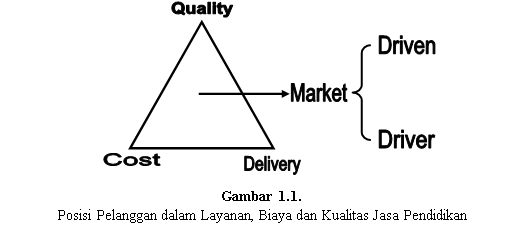 Quality
Driven
Market
Driver
Cost
Delivery
Gambar 1.1.
Posisi Pelanggan dalam Layanan, Biaya dan Kualitas Jasa Pendidikan